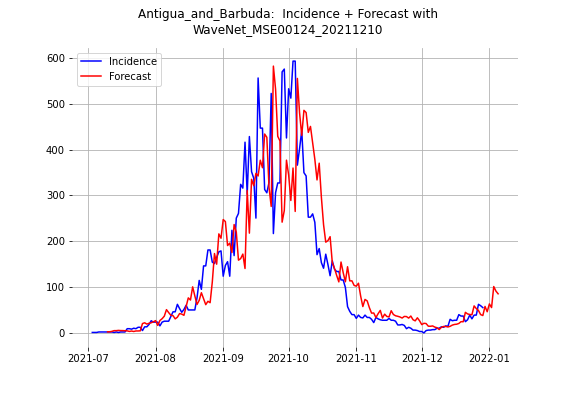 Antigua_and_Barbuda:  Incidence + Forecast with
WaveNet_MSE00124_20211210
Incidence
Forecast
600
500
400
300
200
100
0
2021-07 2021-08 2021-09 2021-10 2021-11 2021-12 2022-01